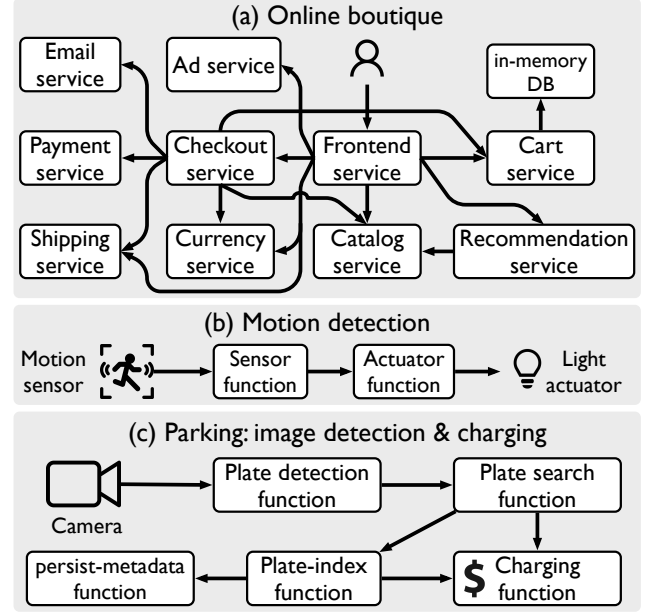 (a) Online boutique
Email
service
Ad service
in-memory
DB
Payment
service
Checkout
service
Frontend
service
Cart
service
Shipping
service
Currency
service
Catalog
service
Recommendation
service
(b) Motion detection
Motion
sensor
Sensor
function
Actuator
function
Light
actuator
(c) Parking: image detection & charging
Camera
Plate detection
function
Plate search
function
persist-metadata
function
Plate-index
function
$ Charging
function